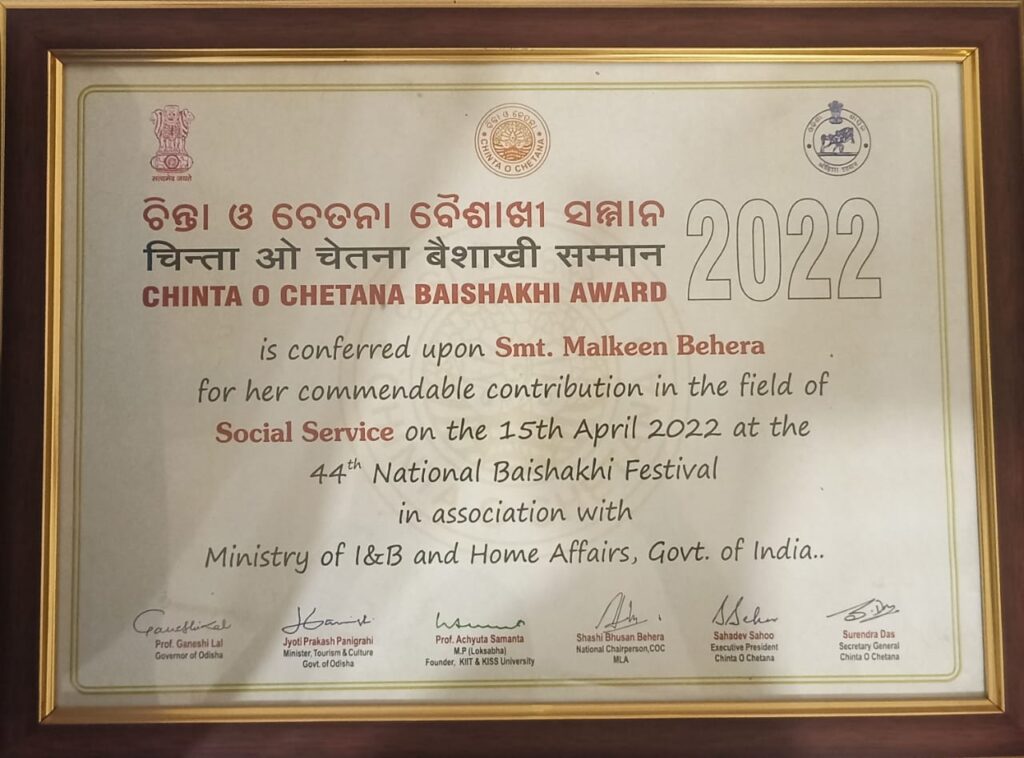 सत्यमेव जयते
ଚିନ୍ତା ଓ ଚେତନା
CHINTA O CHETANA
ଚିନ୍ତା ଓ ଚେତନା ବୈଶାଖୀ ସମ୍ମାନ
चिन्ता ओ चेतना बैशाखी सम्मान
CHINTA O CHETANA BAISHAKHI AWARD
2022
is conferred upon Smt. Malkeen Behera
for her commendable contribution in the field of
Social Service on the 15th April 2022 at the
44th National Baishakhi Festival
in association with
Ministry of I&B and Home Affairs, Govt. of India..
Prof. Ganeshi Lal
Governor of Odisha
Jyoti Prakash Panigrahi
Minister, Tourism & Culture
Govt. of Odisha
Prof. Achyuta Samanta
M.P (Loksabha)
Founder, KIIT & KISS University
Shashi Bhusan Behera
National Chairperson,COC
MLA
Sahadev Sahoo
Executive President
Chinta O Chetana
Surendra Das
Secretary General
Chinta O Chetana